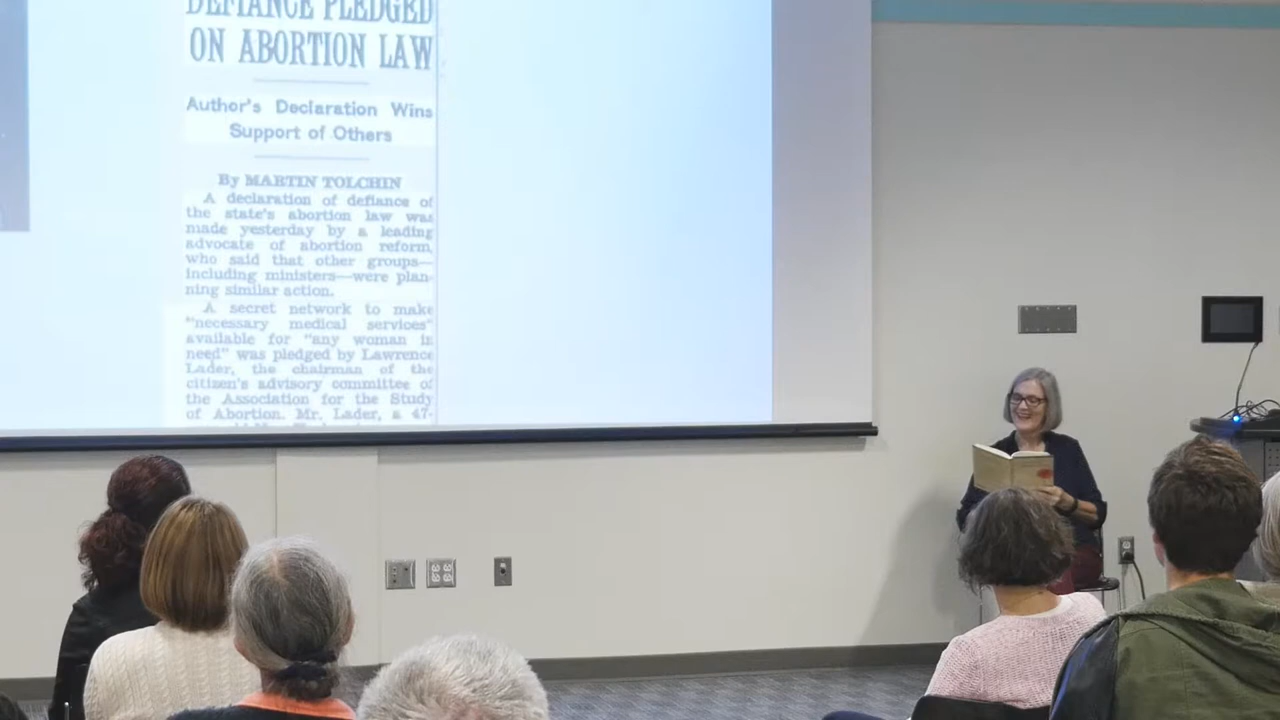 DEFIANCE PLEDGED
ON ABORTION LAW
Author's Declaration Wins
Support of Others
By MARTIN TOLCHIN
A declaration of defiance of
the state's abortion law was
made yesterday by a leading
advocate of abortion reform,
who said that other groups—
including ministers—were plan-
ning similar action.
A secret network to make
"necessary medical services"
available for "any woman in
need" was pledged by Lawrence
Lader, the chairman of the
citizen's advisory committee of
the Association for the Study
of Abortion. Mr. Lader, a 47-